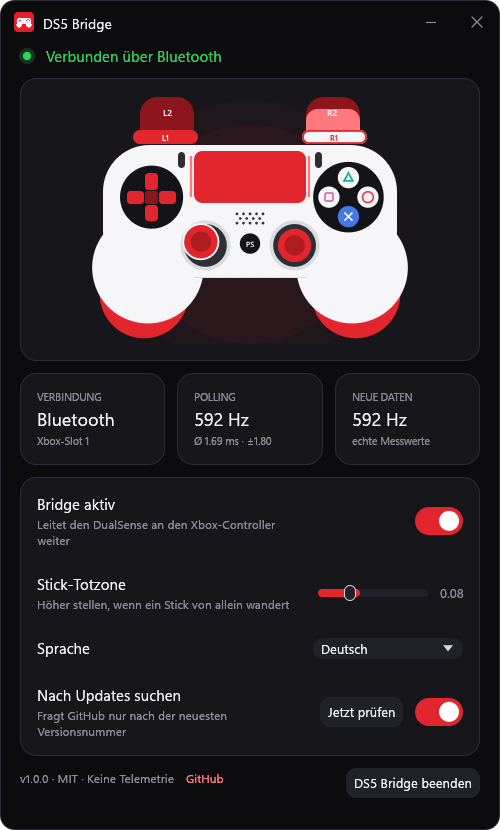 DS5 Bridge
Verbunden über Bluetooth
L2
R2
L1
R1
PS
VERBINDUNG
Bluetooth
Xbox-Slot 1
POLLING
592 Hz
Ø 1.69 ms · ±1.80
NEUE DATEN
592 Hz
echte Messwerte
Bridge aktiv
Leitet den DualSense an den Xbox-Controller
weiter
Stick-Totzone
Höher stellen, wenn ein Stick von allein wandert
0.08
Sprache
Deutsch
Nach Updates suchen
Fragt GitHub nur nach der neuesten
Versionsnummer
Jetzt prüfen
v1.0.0 · MIT · Keine Telemetrie GitHub
DS5 Bridge beenden